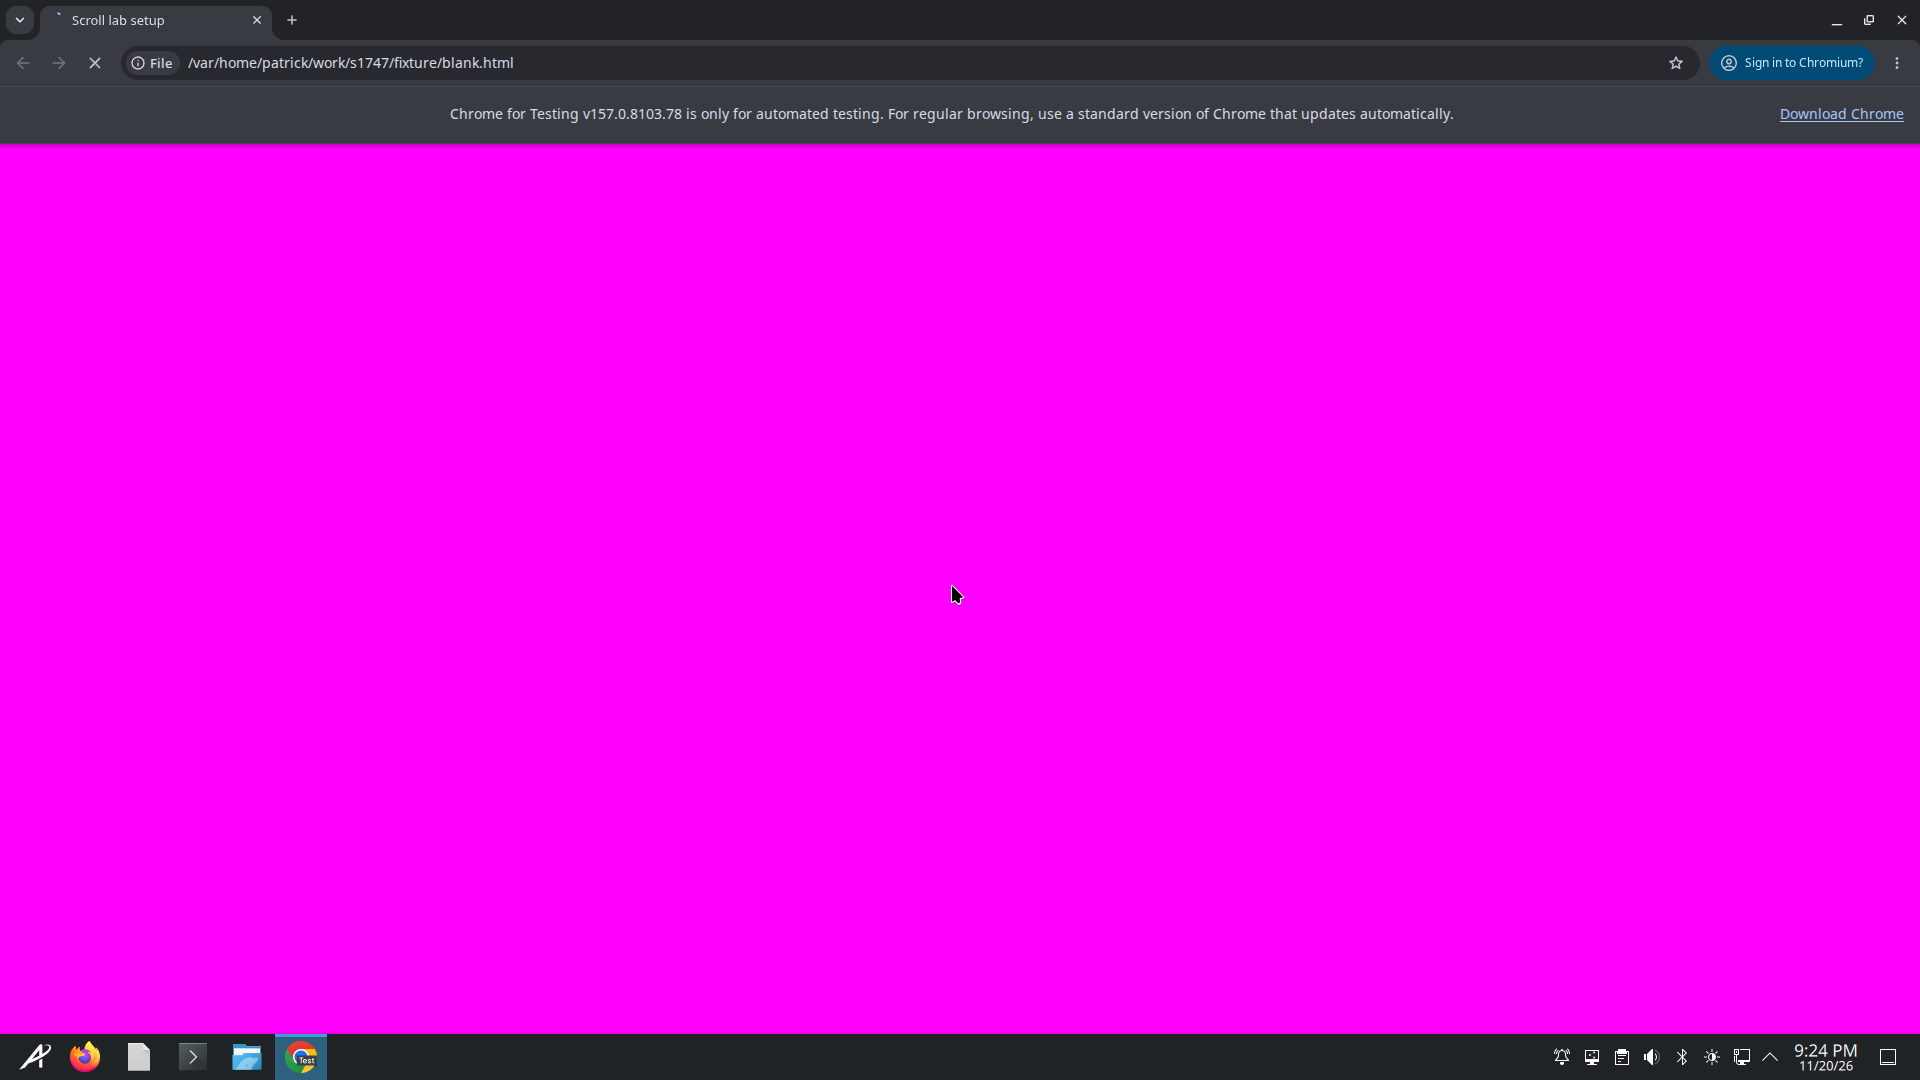 Scroll lab setup
File
/var/home/patrick/work/s1747/fixture/blank.html
Sign in to Chromium?
Chrome for Testing v157.0.8103.78 is only for automated testing. For regular browsing, use a standard version of Chrome that updates automatically.
Download Chrome
Test
9:24 PM
11/20/26